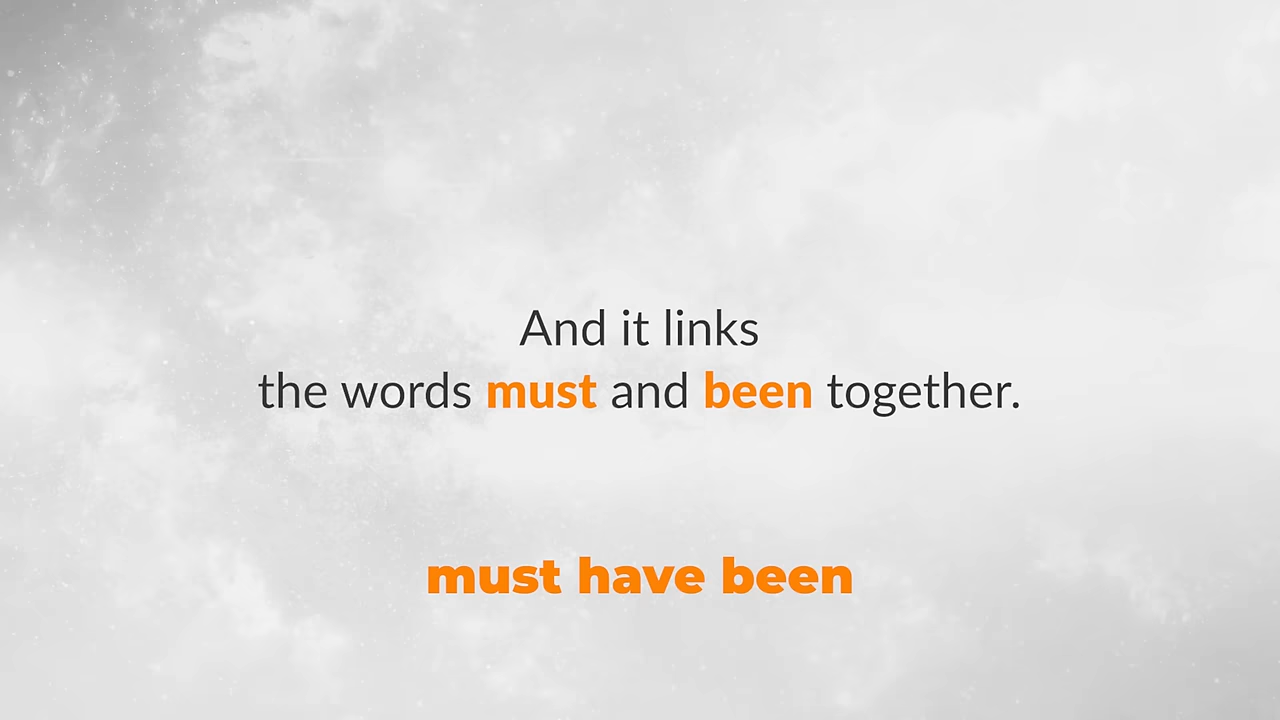 And it links
the words must and been together.
must have been